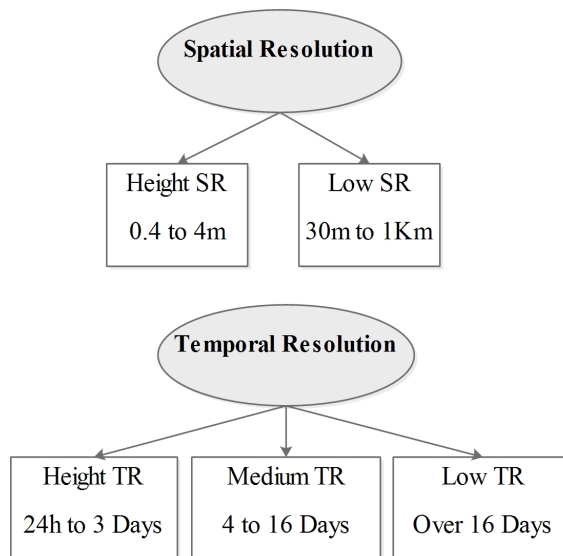 Spatial Resolution
Height SR
0.4 to 4m
Low SR
30m to 1Km
Temporal Resolution
Height TR
24h to 3 Days
Medium TR
4 to 16 Days
Low TR
Over 16 Days